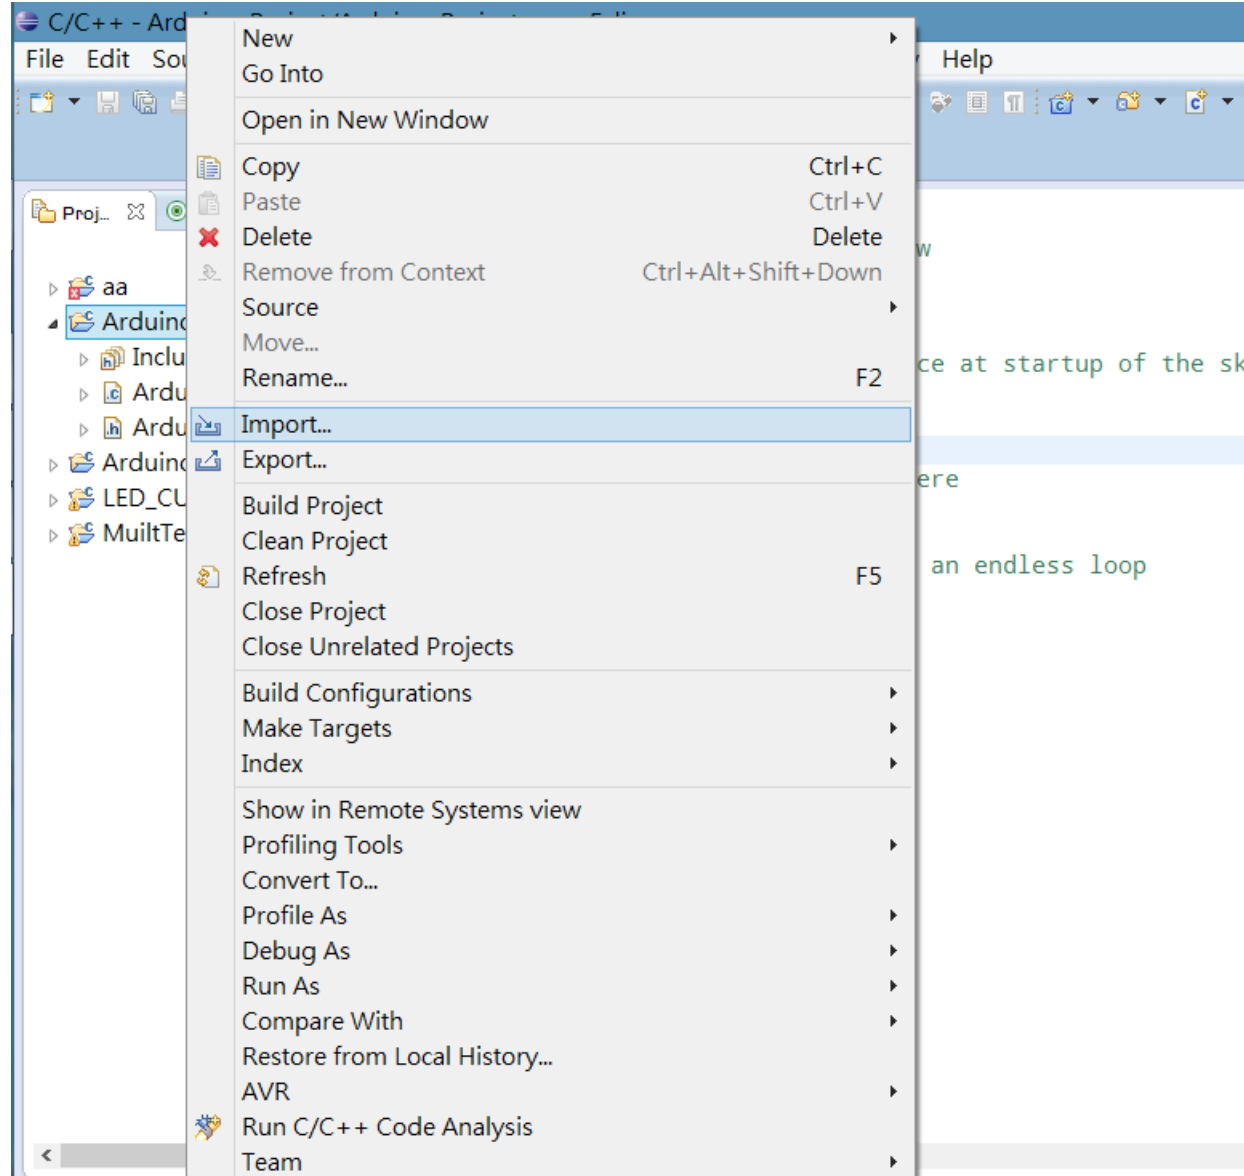 C/C++ - Ard
File Edit Sou Help
New
Go Into
Open in New Window
Copy Ctrl+C
Paste Ctrl+V
Delete Delete
Remove from Context Ctrl+Alt+Shift+Down
Source
Move...
Rename... F2
Import...
Export...
Build Project
Clean Project
Refresh F5
Close Project
Close Unrelated Projects
Build Configurations
Make Targets
Index
Show in Remote Systems view
Profiling Tools
Convert To...
Profile As
Debug As
Run As
Compare With
Restore from Local History...
AVR
Run C/C++ Code Analysis
Team
Proj...
aa
Arduino
Inclu
Ardu
Ardu
Arduino
LED_CU
MuiltTe
w
ce at startup of the sk
ere
an endless loop